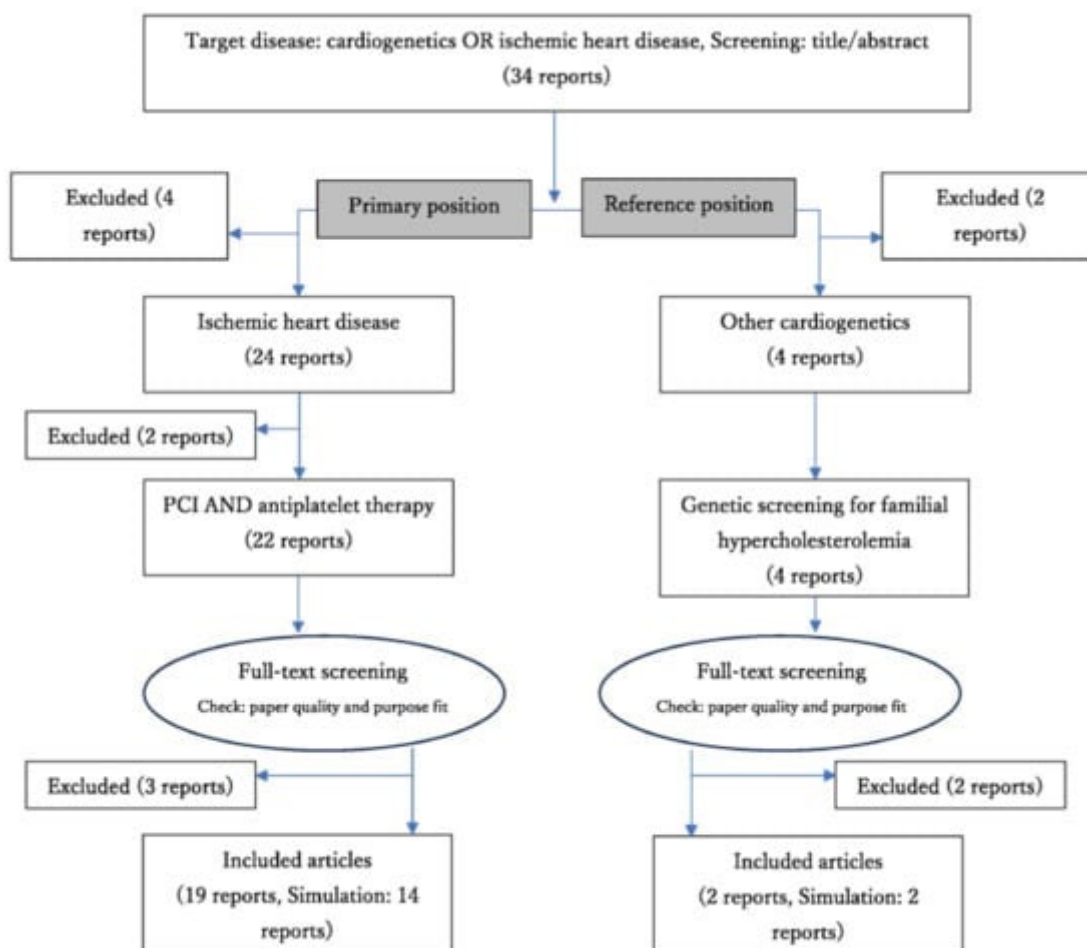 Target disease: cardiogenetics OR ischemic heart disease, Screening: title/abstract
(34 reports)
Excluded (4
reports)
Primary position
Reference position
Excluded (2
reports)
Ischemic heart disease
(24 reports)
Other cardiogenetics
(4 reports)
Excluded (2 reports)
PCI AND antiplatelet therapy
(22 reports)
Genetic screening for familial
hypercholesterolemia
(4 reports)
Full-text screening
Check: paper quality and purpose fit
Full-text screening
Check: paper quality and purpose fit
Excluded (3 reports)
Excluded (2 reports)
Included articles
(19 reports, Simulation: 14
reports)
Included articles
(2 reports, Simulation: 2
reports)